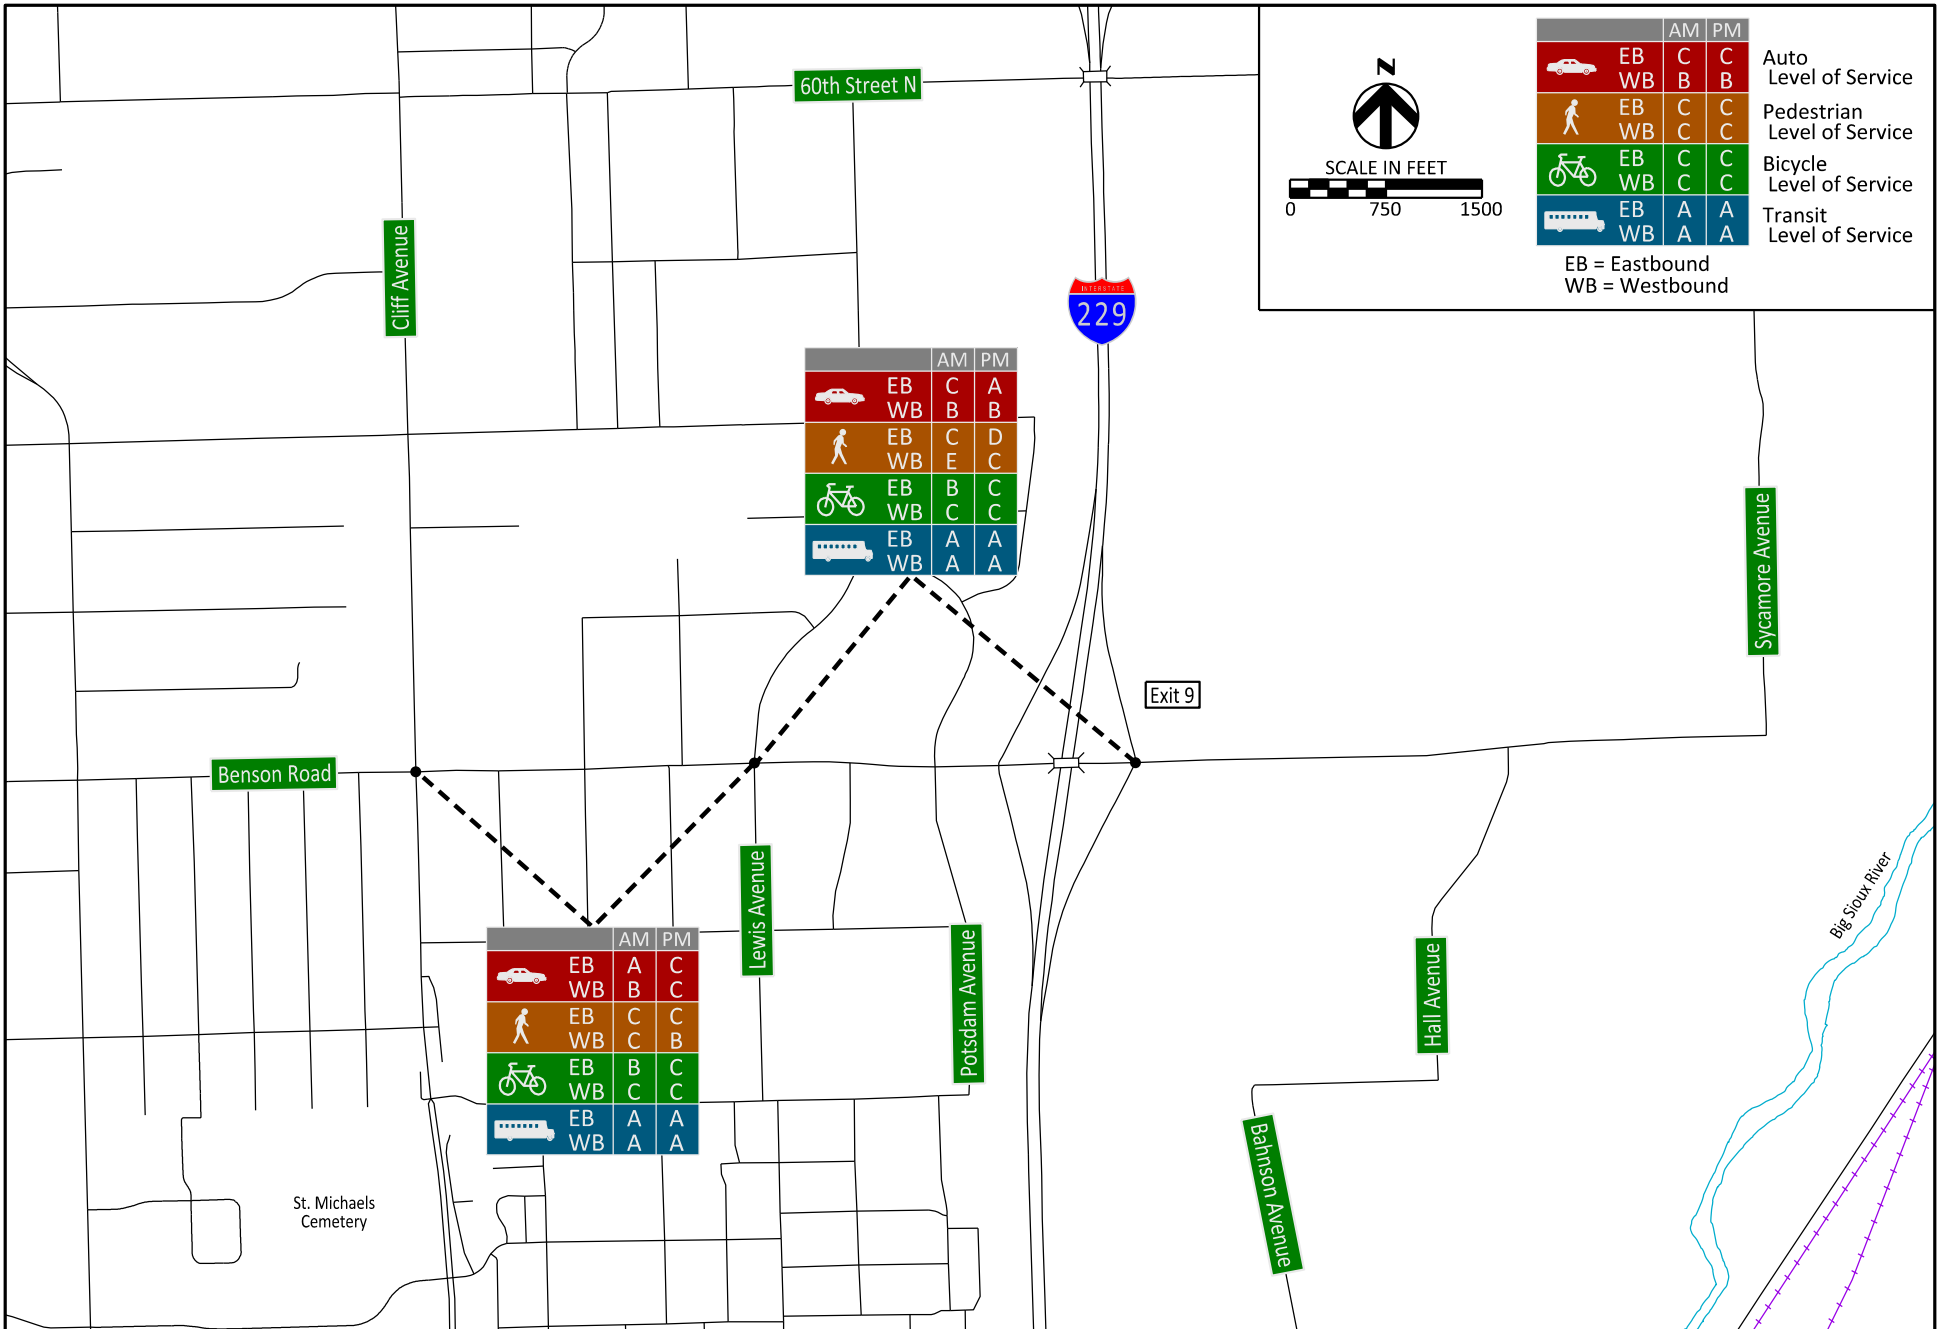 60th Street N
N
SCALE IN FEET
0 750 1500
AM PM
EB C C
WB B B
Auto
Level of Service
EB C C
WB C C
Pedestrian
Level of Service
EB C C
WB C C
Bicycle
Level of Service
EB A A
WB A A
Transit
Level of Service
EB = Eastbound
WB = Westbound
Cliff Avenue
INTERSTATE
229
AM PM
EB C A
WB B B
EB C D
WB E C
EB B C
WB C C
EB A A
WB A A
Sycamore Avenue
Exit 9
Benson Road
Lewis Avenue
Big Sioux River
AM PM
EB A C
WB B C
EB C C
WB C B
EB B C
WB C C
EB A A
WB A A
Potsdam Avenue
Hall Avenue
Bahnson Avenue
St. Michaels
Cemetery